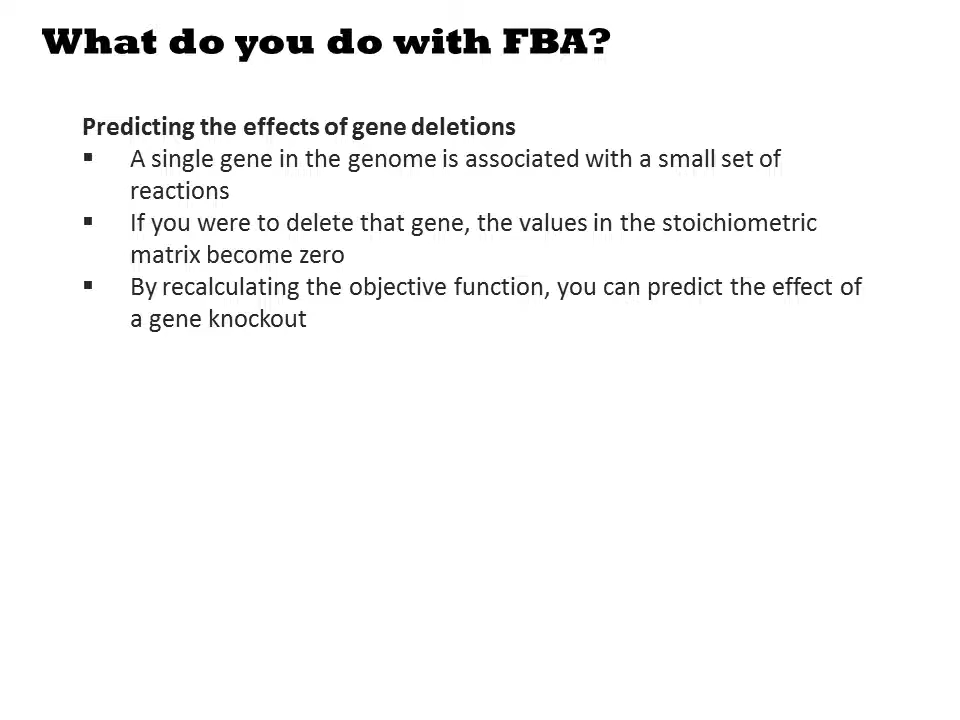 What do you do with FBA?
Predicting the effects of gene deletions
▪ A single gene in the genome is associated with a small set of
reactions
▪ If you were to delete that gene, the values in the stoichiometric
matrix become zero
▪ By recalculating the objective function, you can predict the effect of
a gene knockout